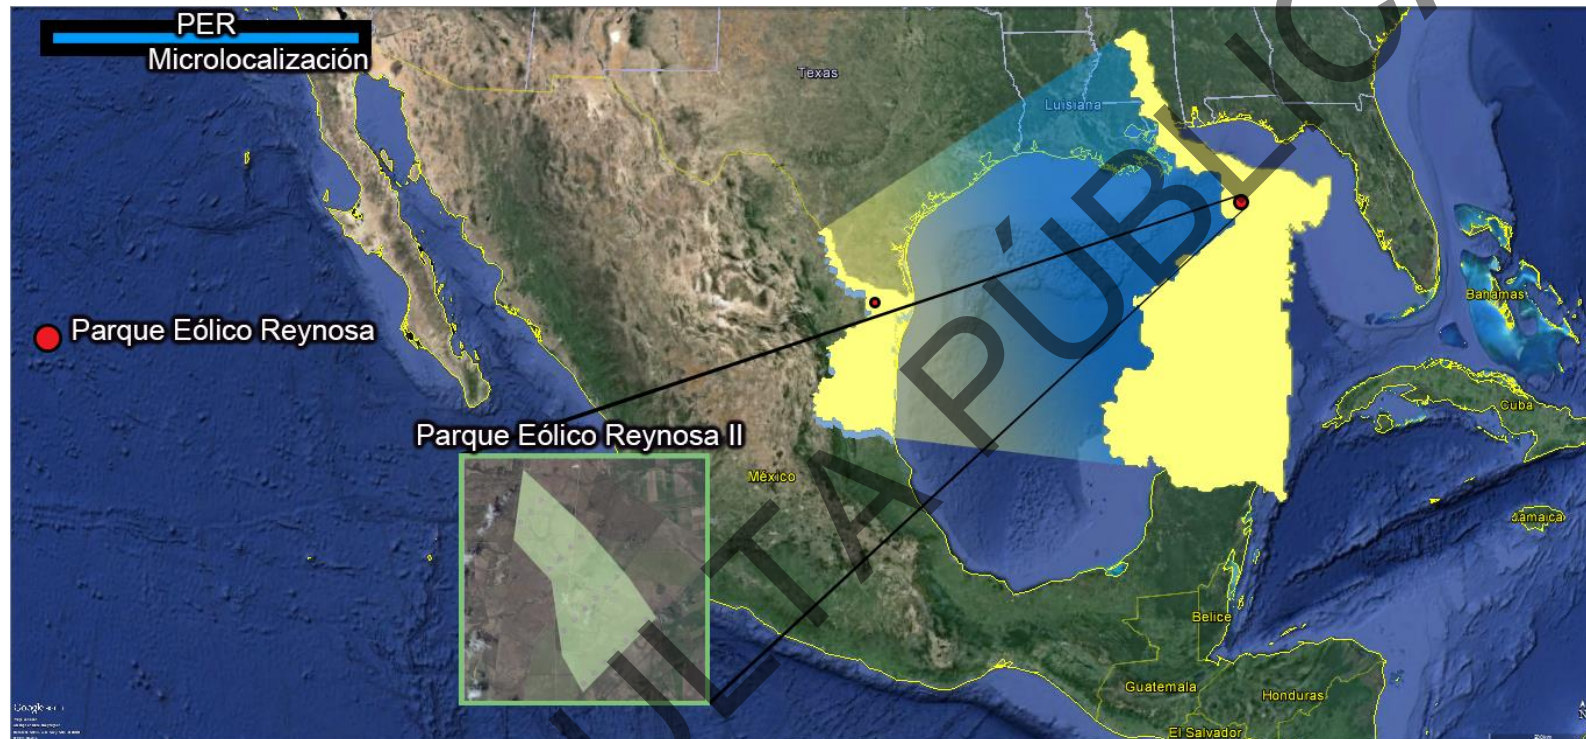 PER
Microlocalización
Texas
Luisiana
Bahamas
Parque Eólico Reynosa
Cuba
Parque Eólico Reynosa II
México
Jamaica
Belice
Guatemala
Honduras
El Salvador
Google
ULTA PÚBLICA